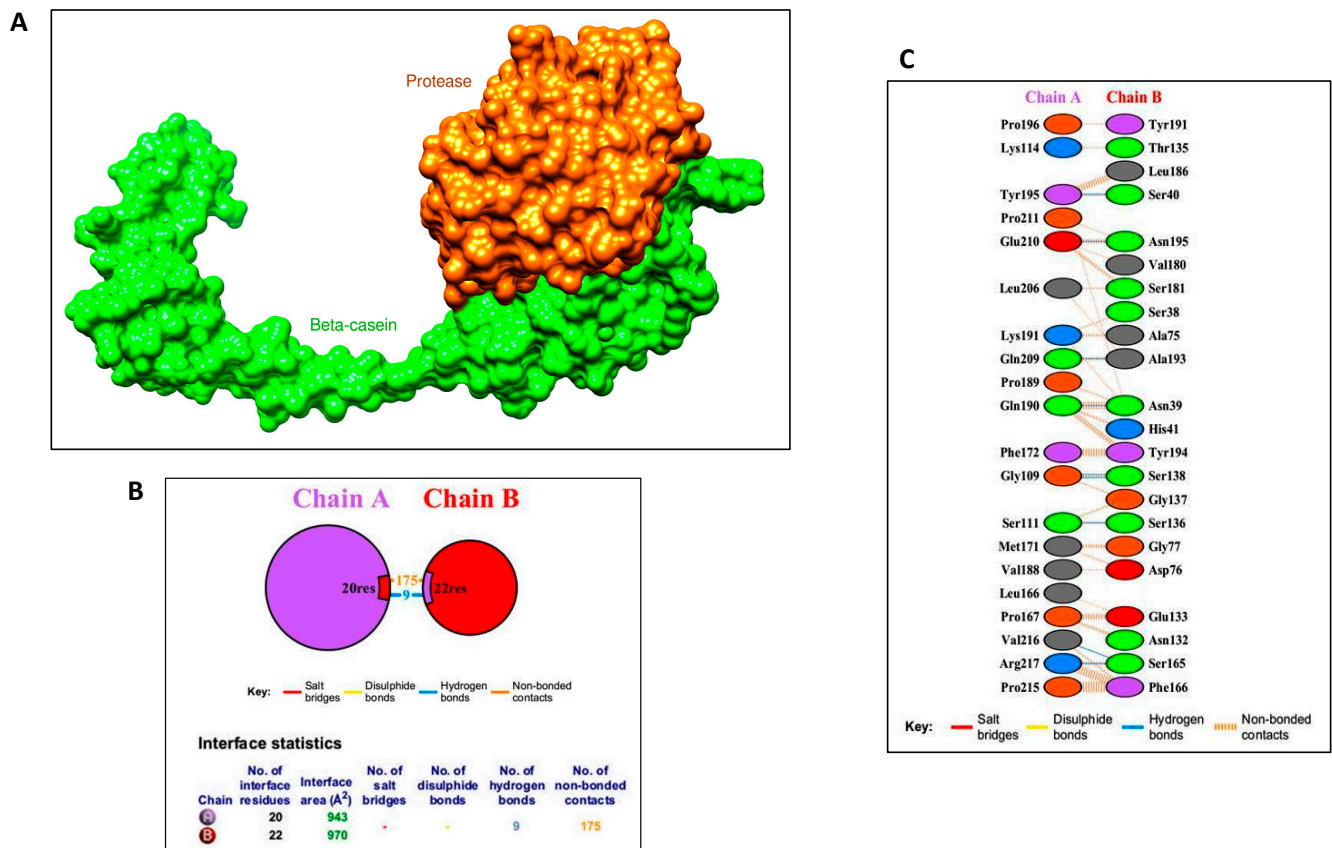 A
Protease
Beta-casein
B
Chain A Chain B
20res
175
9
22res
Key:
Salt bridges
Disulphide bonds
Hydrogen bonds
Non-bonded contacts
Interface statistics
Chain
No. of interface residues
Interface area (Å2)
No. of salt bridges
No. of disulphide bonds
No. of hydrogen bonds
No. of non-bonded contacts
A 20 943
- - 9 175
B 22 970
C
Chain A Chain B
Pro196 Tyr191
Lys114 Thr135
Leu186
Tyr195 Ser40
Pro211
Glu210 Asn195
Val180
Leu206 Ser181
Ser38
Lys191 Ala75
Gln209 Ala193
Pro189
Gln190 Asn39
His41
Phe172 Tyr194
Gly109 Ser138
Gly137
Ser111 Ser136
Met171 Gly77
Val188 Asp76
Leu166
Pro167 Glu133
Val216 Asn132
Arg217 Ser165
Pro215 Phe166
Key:
Salt bridges
Disulphide bonds
Hydrogen bonds
Non-bonded contacts